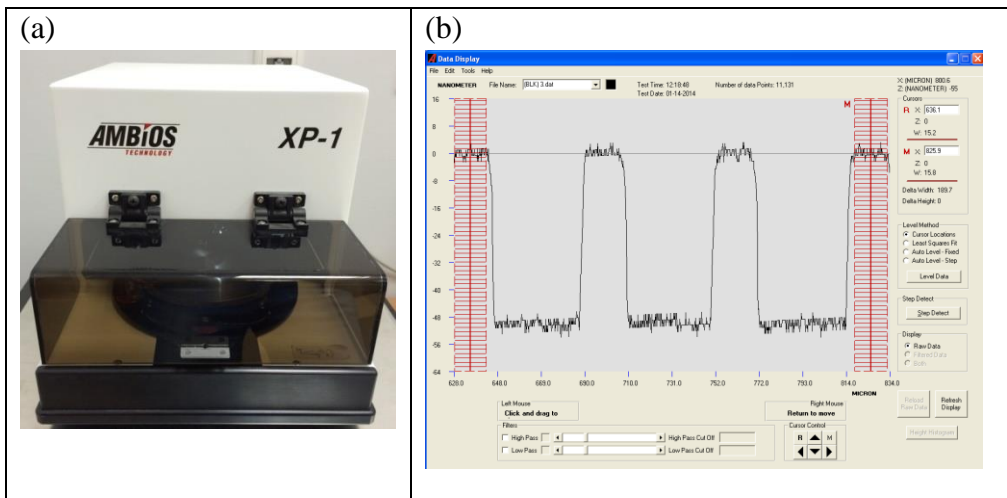 (a)
(b)
AMBIOS
TECHNOLOGY
XP-1
Data Display
File Edit Tools Help
NANOMETER File Name: [BLK] 3.dat Test Time: 12:18:48 Number of data Points: 11,131
Test Date: 01-14-2014
X: (MICRON) 800.6
Z: (NANOMETER) -55
16
8
0
-8
-16
-24
-32
-40
-48
-56
-64
M
628.0 648.0 669.0 690.0 710.0 731.0 752.0 772.0 793.0 814.0 834.0
MICRON
Cursors
R X: 636.1
Z: 0
W: 15.2
M X: 825.9
Z: 0
W: 15.8
Delta Width: 189.7
Delta Height: 0
Level Method
Cursor Locations
Least Squares Fit
Auto Level - Fixed
Auto Level - Step
Level Data
Step Detect
Step Detect
Display
Raw Data
Filtered Data
Both
Reload
Raw Data
Refresh
Display
Height Histogram
Left Mouse
Click and drag to
Right Mouse
Return to move
Filters
High Pass High Pass Cut Off
Low Pass Low Pass Cut Off
Cursor Control
R M